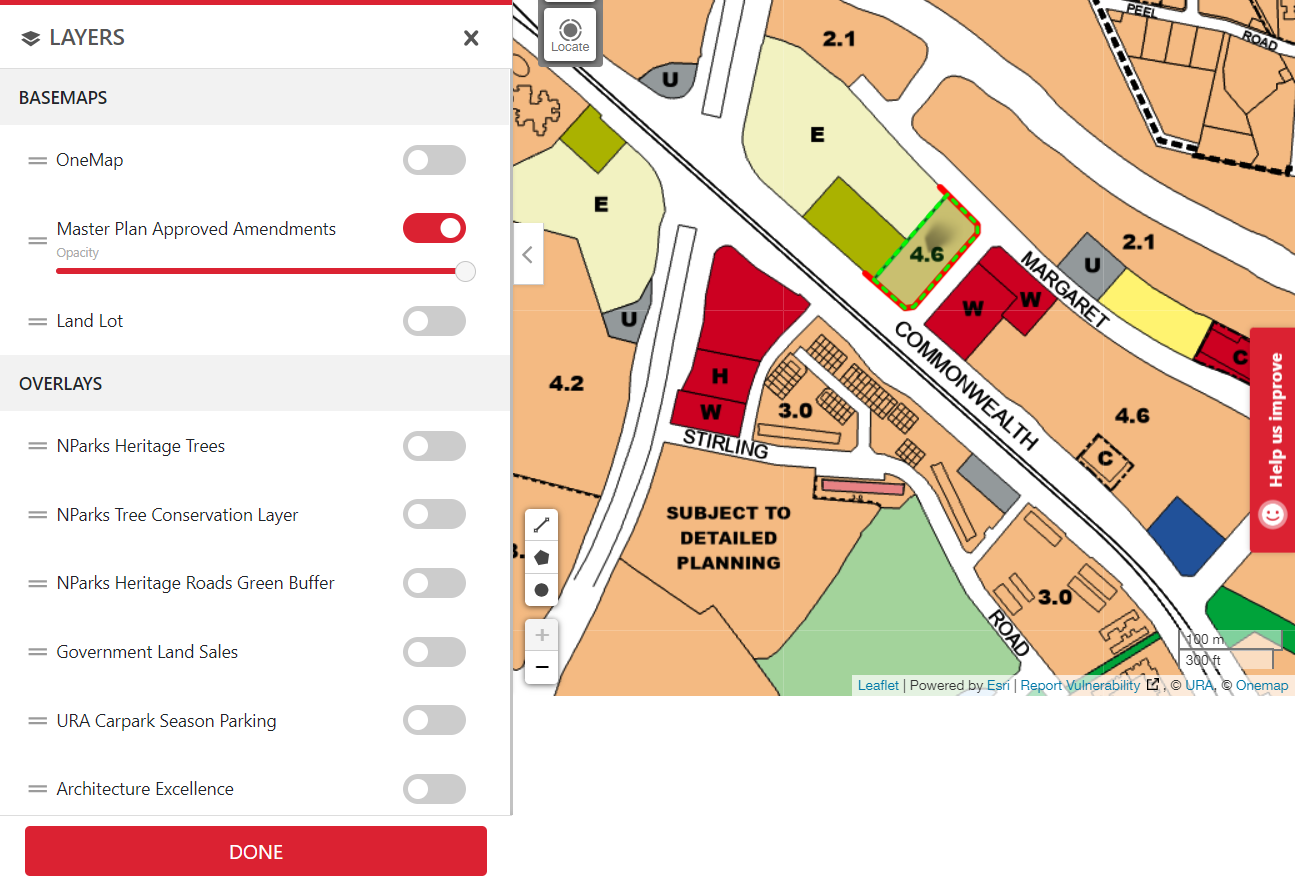 LAYERS
BASEMAPS
OneMap
Master Plan Approved Amendments
Opacity
Land Lot
OVERLAYS
NParks Heritage Trees
NParks Tree Conservation Layer
NParks Heritage Roads Green Buffer
Government Land Sales
URA Carpark Season Parking
Architecture Excellence
DONE
Locate
PEEL
ROAD
2.1
U
E
E
2.1
4.6
U
MARGARET
W
W
U
COMMONWEALTH
C
4.2
H
W
3.0
4.6
STIRLING
C
2.8
SUBJECT TO
DETAILED
PLANNING
3.
3.0
ROAD
Help us improve
+
−
100 m
300 ft
Leaflet | Powered by Esri | Report Vulnerability , © URA, © Onemap